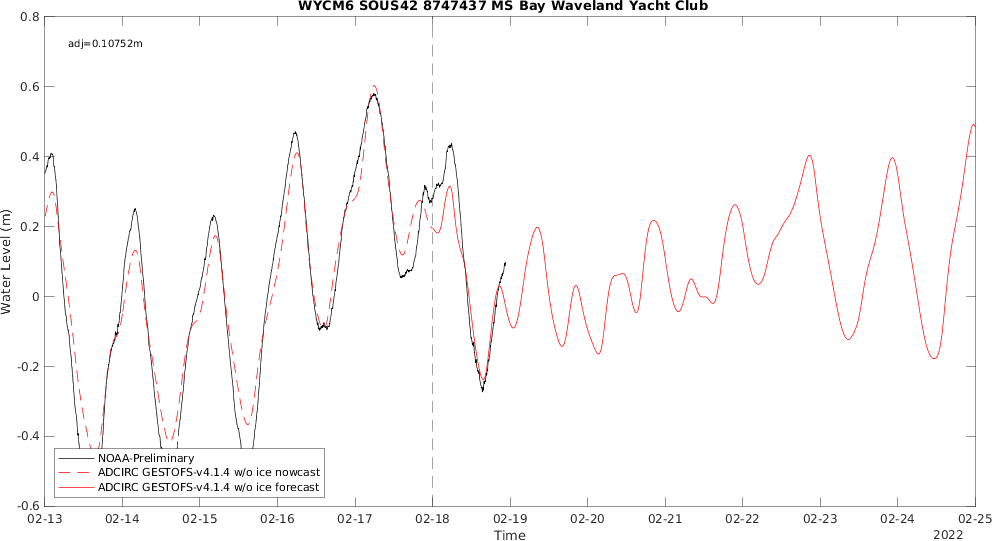 WYCM6 SOUS42 8747437 MS Bay Waveland Yacht Club
adj=0.10752m
0.8
0.6
0.4
0.2
0
-0.2
-0.4
-0.6
Water Level (m)
NOAA-Preliminary
ADCIRC GESTOFS-v4.1.4 w/o ice nowcast
ADCIRC GESTOFS-v4.1.4 w/o ice forecast
02-13 02-14 02-15 02-16 02-17 02-18 02-19 02-20 02-21 02-22 02-23 02-24 02-25
Time
2022